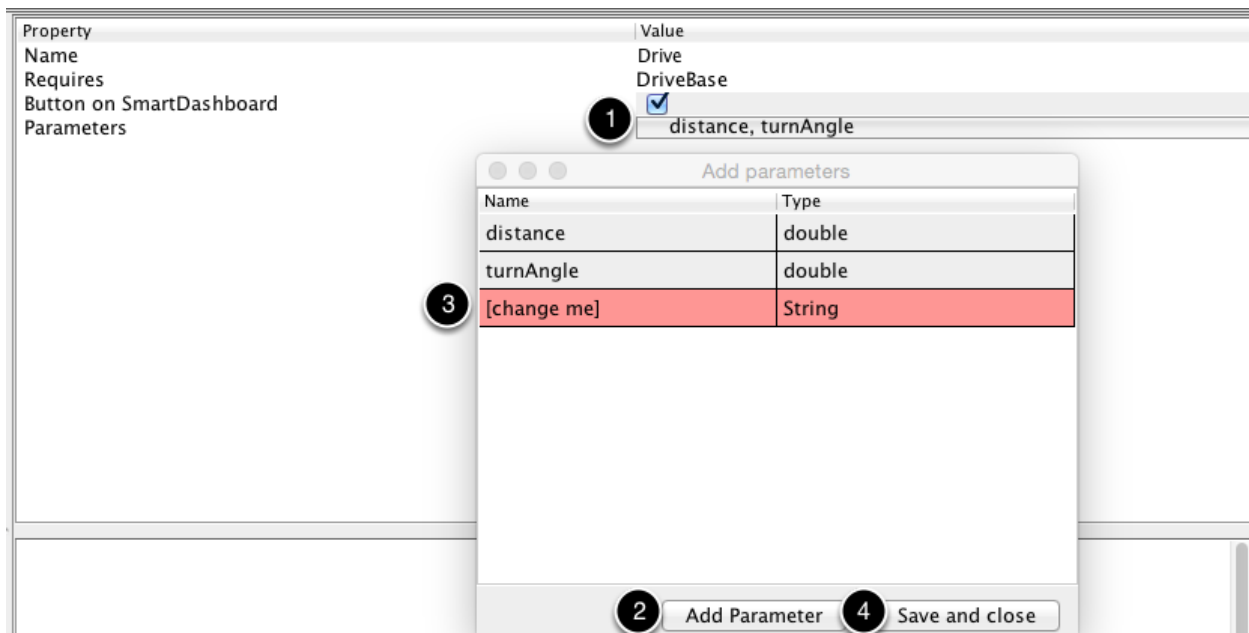 Property Value
Name Drive
Requires DriveBase
Button on SmartDashboard
Parameters 1 distance, turnAngle
Add parameters
Name Type
distance double
turnAngle double
3 [change me] String
2 Add Parameter 4 Save and close